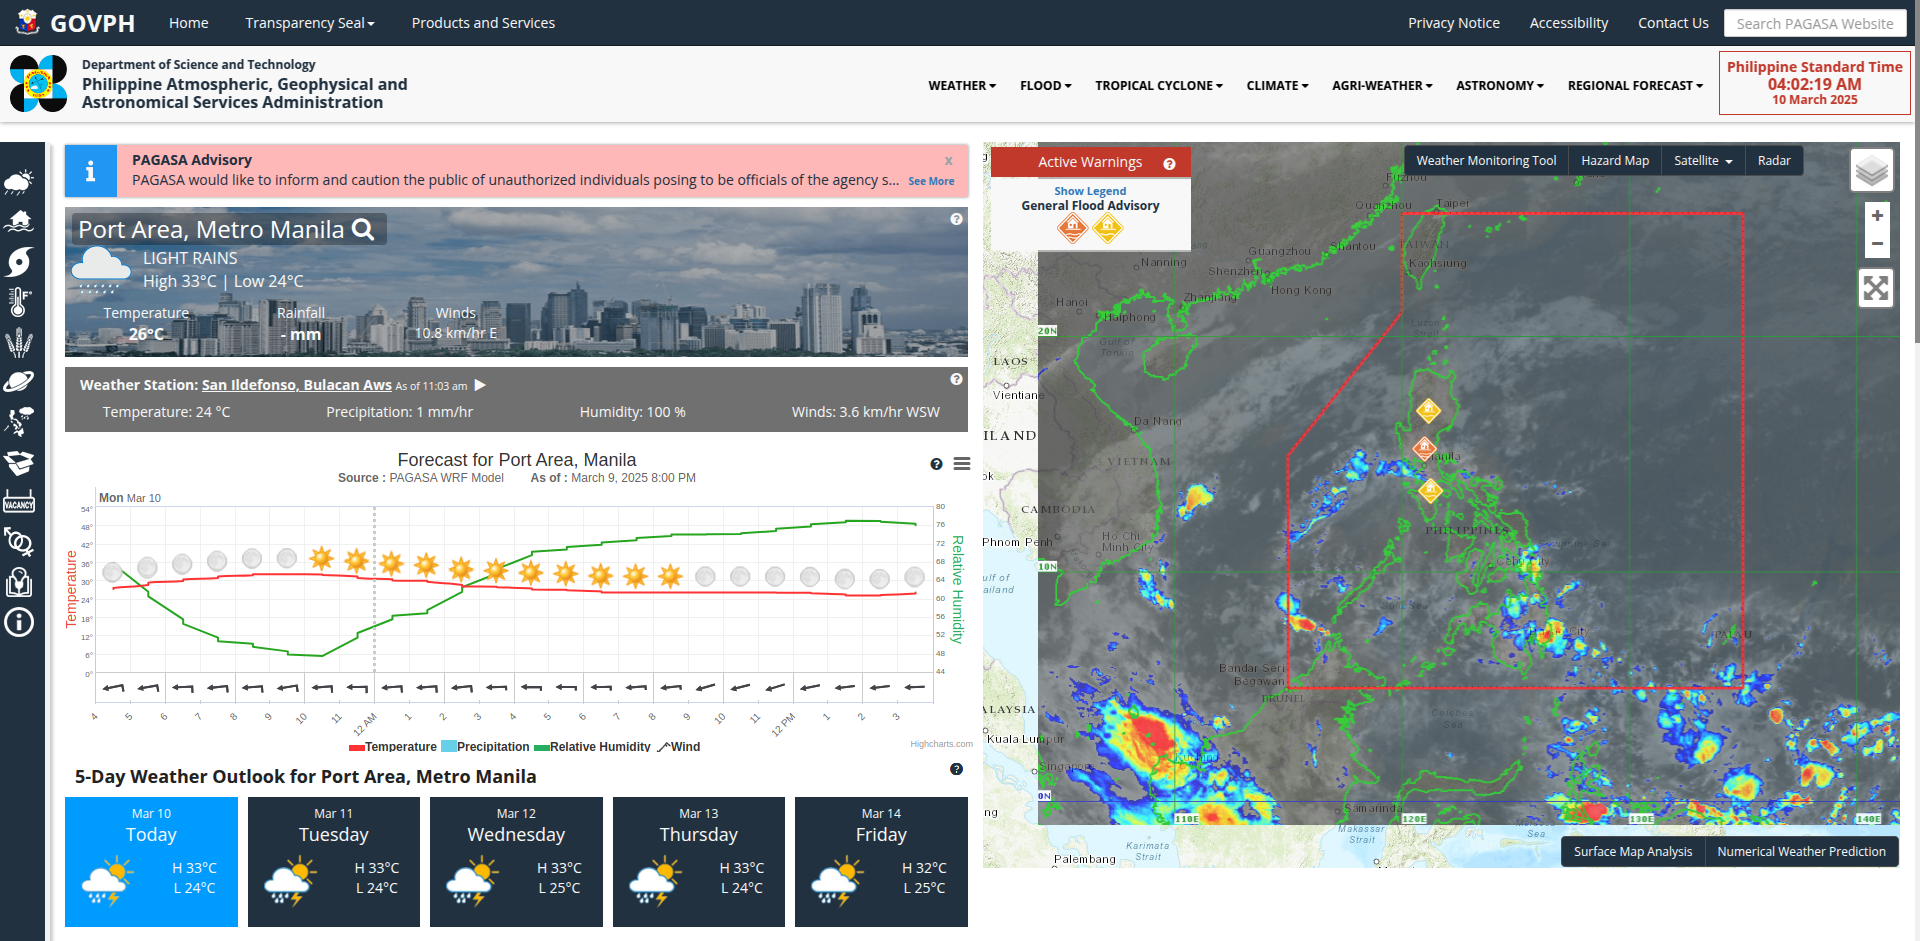 GOVPH
Home
Transparency Seal
Products and Services
Privacy Notice
Accessibility
Contact Us
Search PAGASA Website
Department of Science and Technology
Philippine Atmospheric, Geophysical and
Astronomical Services Administration
WEATHER
FLOOD
TROPICAL CYCLONE
CLIMATE
AGRI-WEATHER
ASTRONOMY
REGIONAL FORECAST
Philippine Standard Time
04:02:19 AM
10 March 2025
VACANCY
PAGASA Advisory
x
PAGASA would like to inform and caution the public of unauthorized individuals posing to be officials of the agency s...
See More
Port Area, Metro Manila
LIGHT RAINS
High 33°C | Low 24°C
Temperature
26°C
Rainfall
- mm
Winds
10.8 km/hr E
Weather Station: San Ildefonso, Bulacan Aws As of 11:03 am
Temperature: 24 °C
Precipitation: 1 mm/hr
Humidity: 100 %
Winds: 3.6 km/hr WSW
Forecast for Port Area, Manila
Source : PAGASA WRF Model As of : March 9, 2025 8:00 PM
Mon Mar 10
Temperature
54°
48°
42°
36°
30°
24°
18°
12°
6°
0°
80
76
72
68
64
60
56
52
48
44
Relative Humidity
4
5
6
7
8
9
10
11
12 AM
1
2
3
4
5
6
7
8
9
10
11
12 PM
1
2
3
Temperature
Precipitation
Relative Humidity
Wind
Highcharts.com
5-Day Weather Outlook for Port Area, Metro Manila
Mar 10
Today
H 33°C
L 24°C
Mar 11
Tuesday
H 33°C
L 24°C
Mar 12
Wednesday
H 33°C
L 25°C
Mar 13
Thursday
H 33°C
L 24°C
Mar 14
Friday
H 32°C
L 25°C
Active Warnings
Show Legend
General Flood Advisory
Weather Monitoring Tool
Hazard Map
Satellite
Radar
+
−
Fuzhou
Quanzhou
Taipei
TAIWAN
Kaohsiung
Guangzhou
Shantou
Nanning
Shenzhen
Hong Kong
Zhanjiang
Hanoi
Haiphong
Gulf of
Tonkin
Luzon
Strait
20N
LAOS
Vientiane
Da Nang
ILAND
VIETNAM
Manila
ok
CAMBODIA
PHILIPPINES
Phnom Penh
Ho Chi
Minh City
Cebu City
10N
ulf of
ailand
Sulu Sea
PALAU
Bandar Seri
Begawan
BRUNEI
ALAYSIA
Celebes
Sea
Kuala Lumpur
Kuching
Singapore
0N
ng
Samarinda
110E
120E
130E
140E
Makassar
Strait
Karimata
Strait
Palembang
Sea
Surface Map Analysis
Numerical Weather Prediction